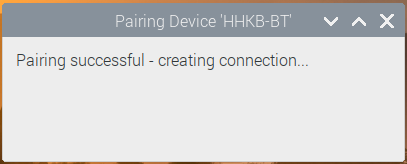 Pairing Device 'HHKB-BT'
Pairing successful - creating connection...